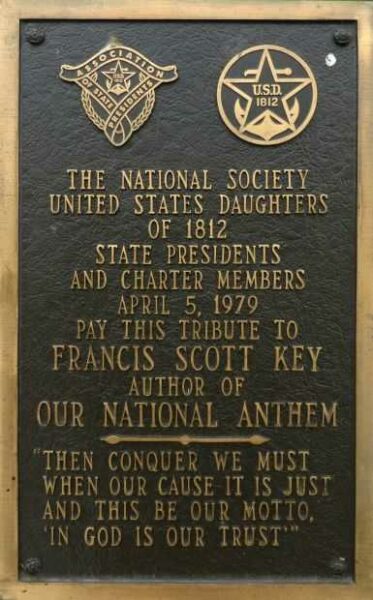 ASSOCIATION
OF STATE
PRESIDENTS
U.S.D.
1812
THE NATIONAL SOCIETY
UNITED STATES DAUGHTERS
OF 1812
STATE PRESIDENTS
AND CHARTER MEMBERS
APRIL 5, 1979
PAY THIS TRIBUTE TO
FRANCIS SCOTT KEY
AUTHOR OF
OUR NATIONAL ANTHEM
"THEN CONQUER WE MUST
WHEN OUR CAUSE IT IS JUST
AND THIS BE OUR MOTTO,
'IN GOD IS OUR TRUST'"